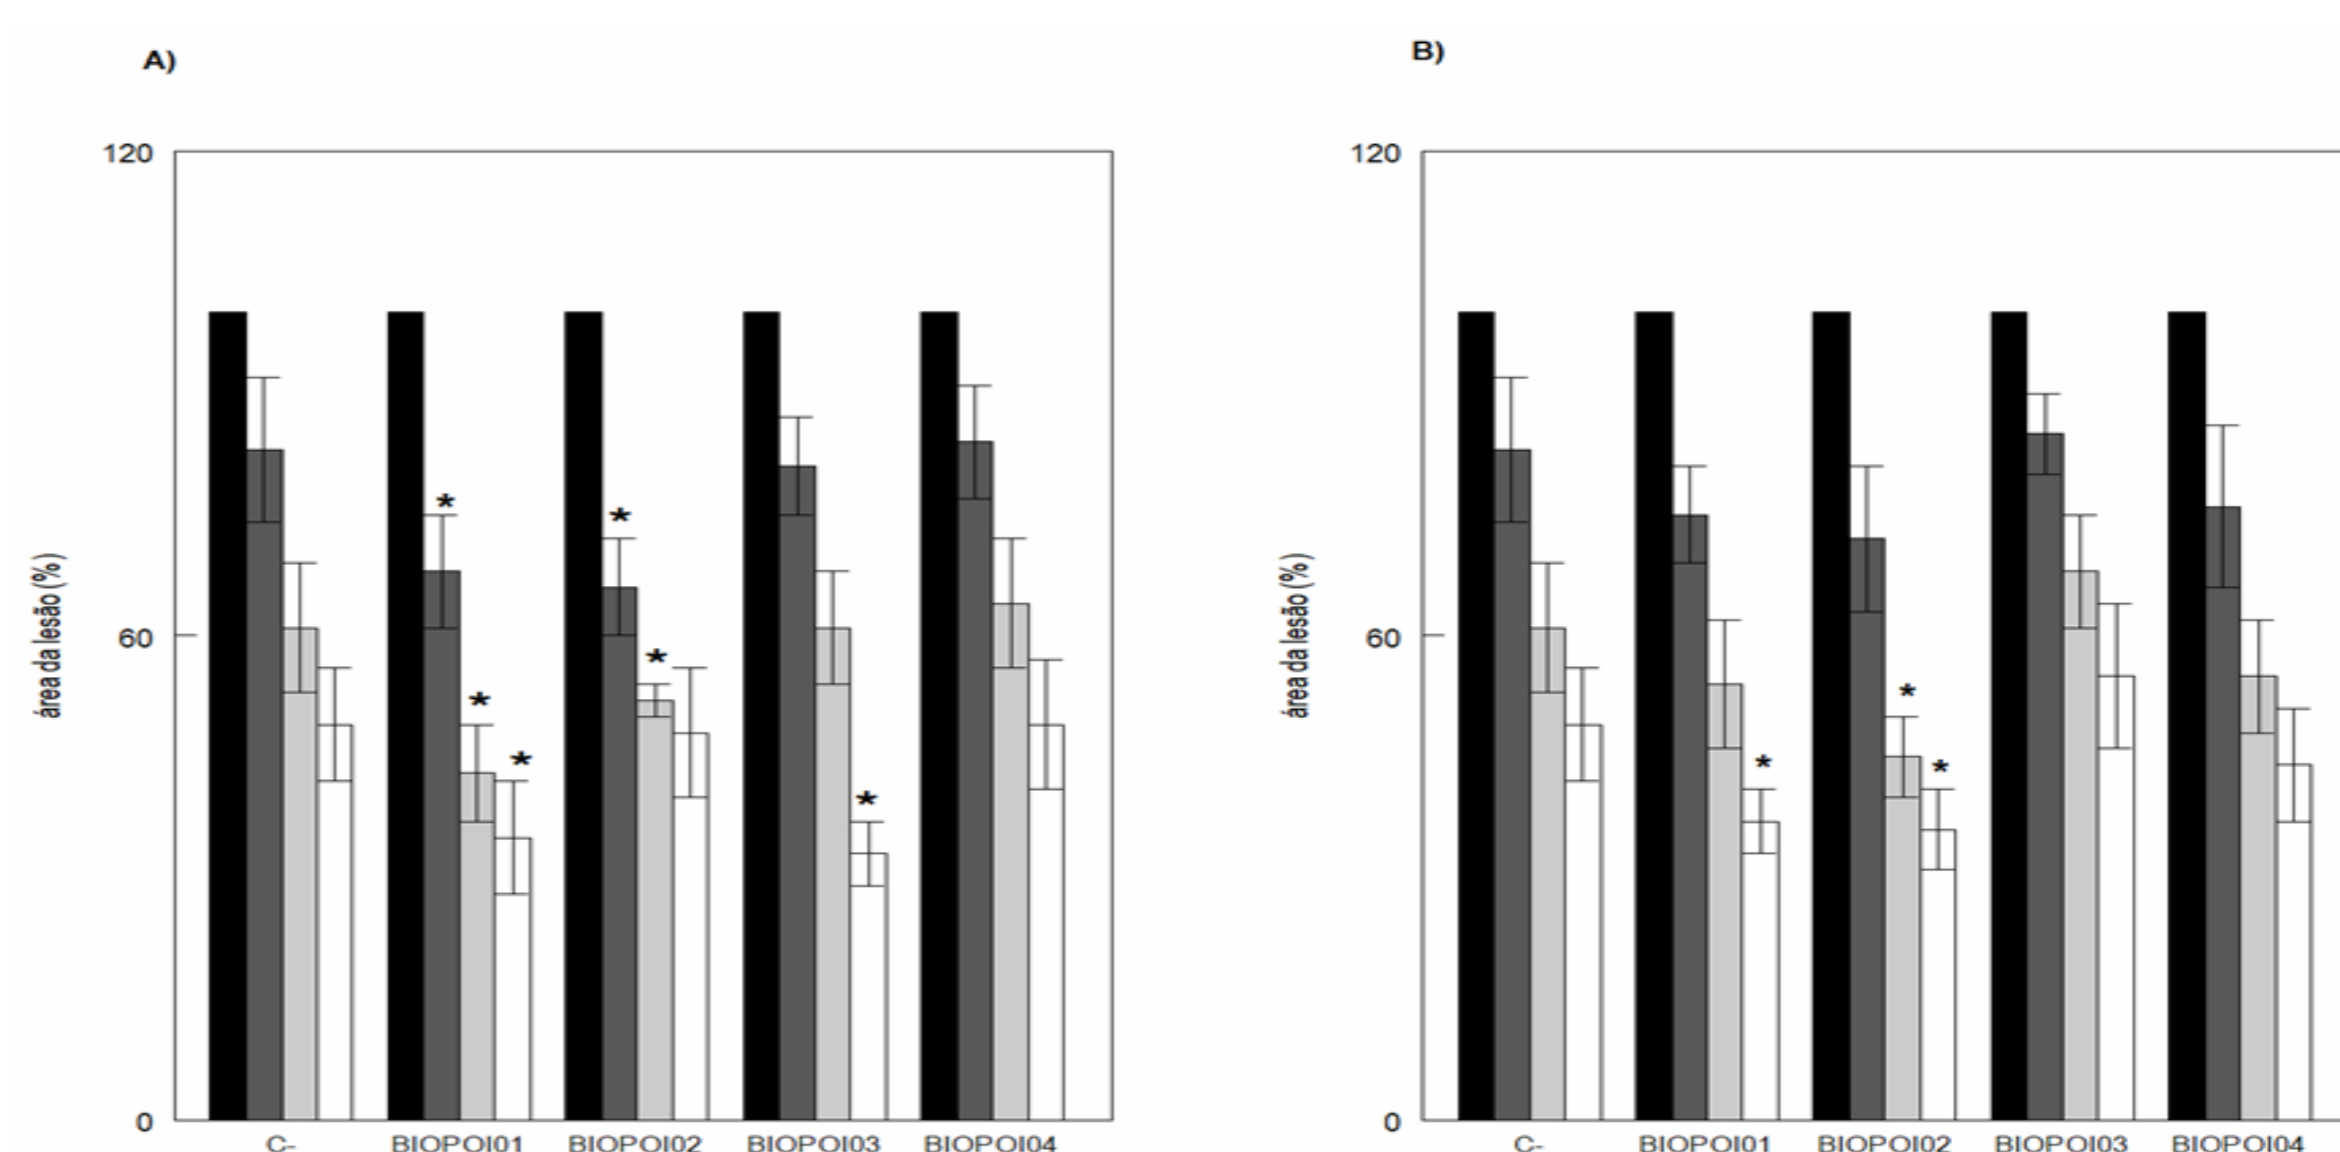 A)
120
60
0
área da lesão (%)
*
*
*
*
*
*
C-
BIOPOI01
BIOPOI02
BIOPOI03
BIOPOI04
B)
120
60
0
área da lesão (%)
*
*
*
C-
BIOPOI01
BIOPOI02
BIOPOI03
BIOPOI04